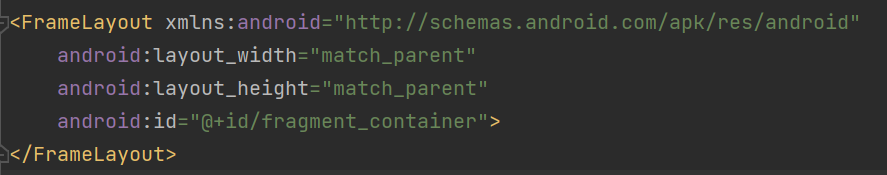 <FrameLayout xmlns:android="http://schemas.android.com/apk/res/android"
    android:layout_width="match_parent"
    android:layout_height="match_parent"
    android:id="@+id/fragment_container">
</FrameLayout>